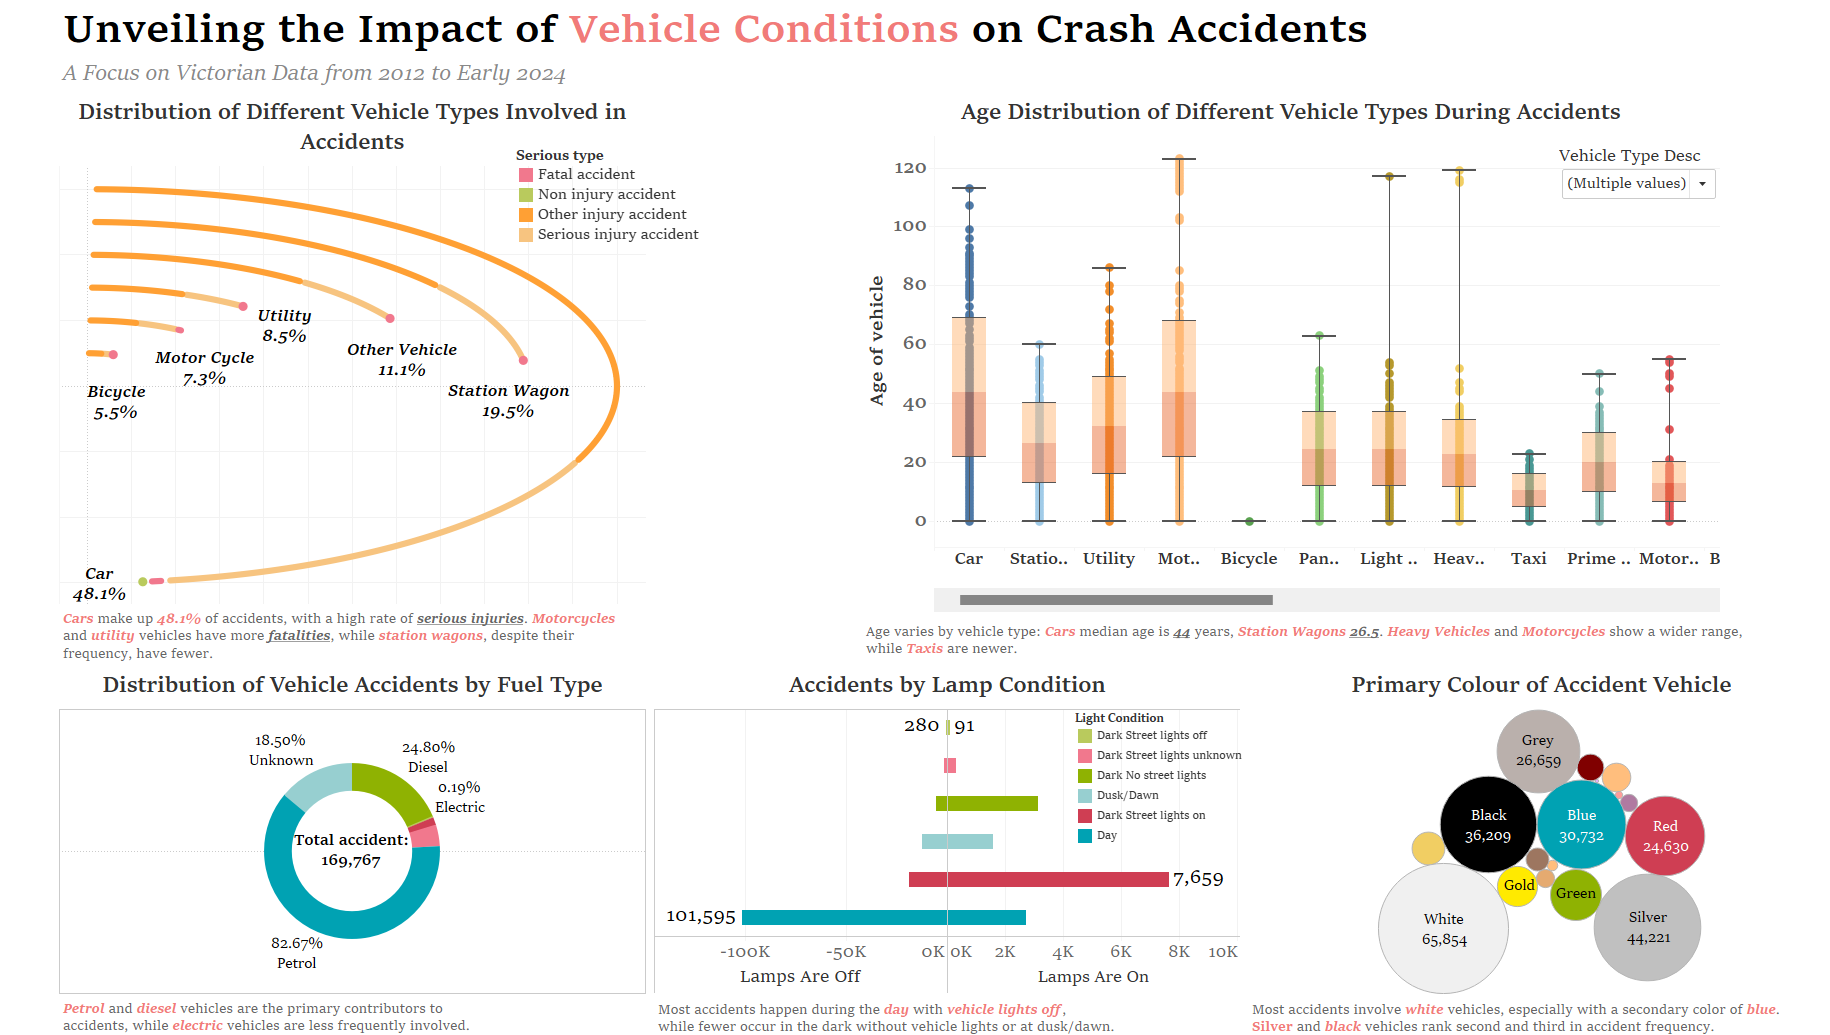 Unveiling the Impact of Vehicle Conditions on Crash Accidents
A Focus on Victorian Data from 2012 to Early 2024
Distribution of Different Vehicle Types Involved in
Accidents
Serious type
Fatal accident
Non injury accident
Other injury accident
Serious injury accident
Utility
8.5%
Motor Cycle
7.3%
Other Vehicle
11.1%
Bicycle
5.5%
Station Wagon
19.5%
Car
48.1%
Cars make up 48.1% of accidents, with a high rate of serious injuries. Motorcycles
and utility vehicles have more fatalities, while station wagons, despite their
frequency, have fewer.
Age Distribution of Different Vehicle Types During Accidents
Vehicle Type Desc
(Multiple values)
Age of vehicle
120
100
80
60
40
20
0
Car Statio.. Utility Mot.. Bicycle Pan.. Light .. Heav.. Taxi Prime .. Motor.. B
Age varies by vehicle type: Cars median age is 44 years, Station Wagons 26.5. Heavy Vehicles and Motorcycles show a wider range,
while Taxis are newer.
Distribution of Vehicle Accidents by Fuel Type
18.50%
Unknown
24.80%
Diesel
0.19%
Electric
Total accident:
169,767
82.67%
Petrol
Petrol and diesel vehicles are the primary contributors to
accidents, while electric vehicles are less frequently involved.
Accidents by Lamp Condition
280 91
Light Condition
Dark Street lights off
Dark Street lights unknown
Dark No street lights
Dusk/Dawn
Dark Street lights on
Day
7,659
101,595
-100K -50K 0K 0K 2K 4K 6K 8K 10K
Lamps Are Off Lamps Are On
Most accidents happen during the day with vehicle lights off,
while fewer occur in the dark without vehicle lights or at dusk/dawn.
Primary Colour of Accident Vehicle
Grey
26,659
Black
36,209
Blue
30,732
Red
24,630
Gold
Green
White
65,854
Silver
44,221
Most accidents involve white vehicles, especially with a secondary color of blue.
Silver and black vehicles rank second and third in accident frequency.